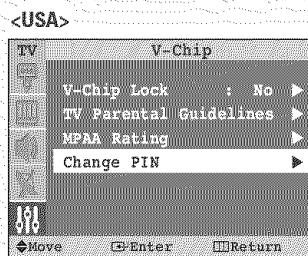 <USA>
TV V-Chip
V-Chip Lock : No ▶
TV Parental Guidelines ▶
MPAA Rating ▶
Change PIN ▶
Move Enter Return